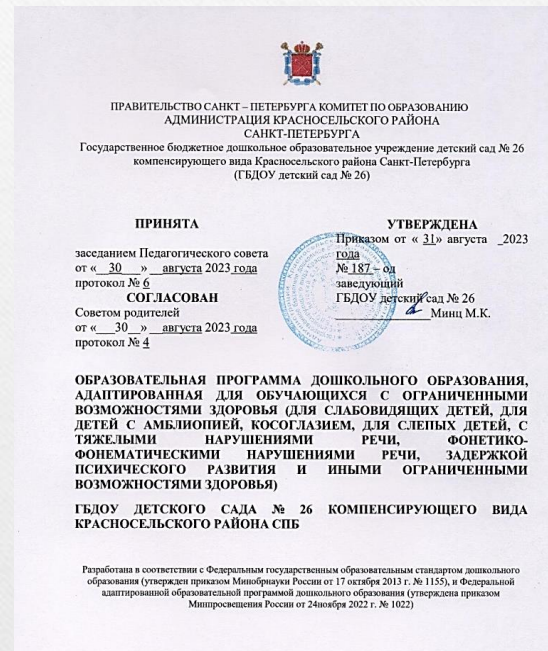 ПРАВИТЕЛЬСТВО САНКТ – ПЕТЕРБУРГА КОМИТЕТ ПО ОБРАЗОВАНИЮ
АДМИНИСТРАЦИЯ КРАСНОСЕЛЬСКОГО РАЙОНА
САНКТ-ПЕТЕРБУРГА
Государственное бюджетное дошкольное образовательное учреждение детский сад № 26
компенсирующего вида Красносельского района Санкт-Петербурга
(ГБДОУ детский сад № 26)
ПРИНЯТА
заседанием Педагогического совета
от «__30___» __августа 2023 года
протокол № 6
СОГЛАСОВАН
Советом родителей
от «___30__» __августа 2023 года
протокол № 4
УТВЕРЖДЕНА
Приказом от « 31» августа _2023
года
№ 187 – од
заведующий
ГБДОУ детский сад № 26
________________Минц М.К.
ОБРАЗОВАТЕЛЬНАЯ ПРОГРАММА ДОШКОЛЬНОГО ОБРАЗОВАНИЯ,
АДАПТИРОВАННАЯ ДЛЯ ОБУЧАЮЩИХСЯ С ОГРАНИЧЕННЫМИ
ВОЗМОЖНОСТЯМИ ЗДОРОВЬЯ (ДЛЯ СЛАБОВИДЯЩИХ ДЕТЕЙ, ДЛЯ
ДЕТЕЙ С АМБЛИОПИЕЙ, КОСОГЛАЗИЕМ, ДЛЯ СЛЕПЫХ ДЕТЕЙ, С
ТЯЖЕЛЫМИ НАРУШЕНИЯМИ РЕЧИ, ФОНЕТИКО-
ФОНЕМАТИЧЕСКИМИ НАРУШЕНИЯМИ РЕЧИ, ЗАДЕРЖКОЙ
ПСИХИЧЕСКОГО РАЗВИТИЯ И ИНЫМИ ОГРАНИЧЕННЫМИ
ВОЗМОЖНОСТЯМИ ЗДОРОВЬЯ)
ГБДОУ ДЕТСКОГО САДА № 26 КОМПЕНСИРУЮЩЕГО ВИДА
КРАСНОСЕЛЬСКОГО РАЙОНА СПБ
Разработана в соответствии с Федеральным государственным образовательным стандартом дошкольного
образования (утвержден приказом Минобрнауки России от 17 октября 2013 г. № 1155), и Федеральной
адаптированной образовательной программой дошкольного образования (утверждена приказом
Минпросвещения России от 24ноября 2022 г. № 1022)